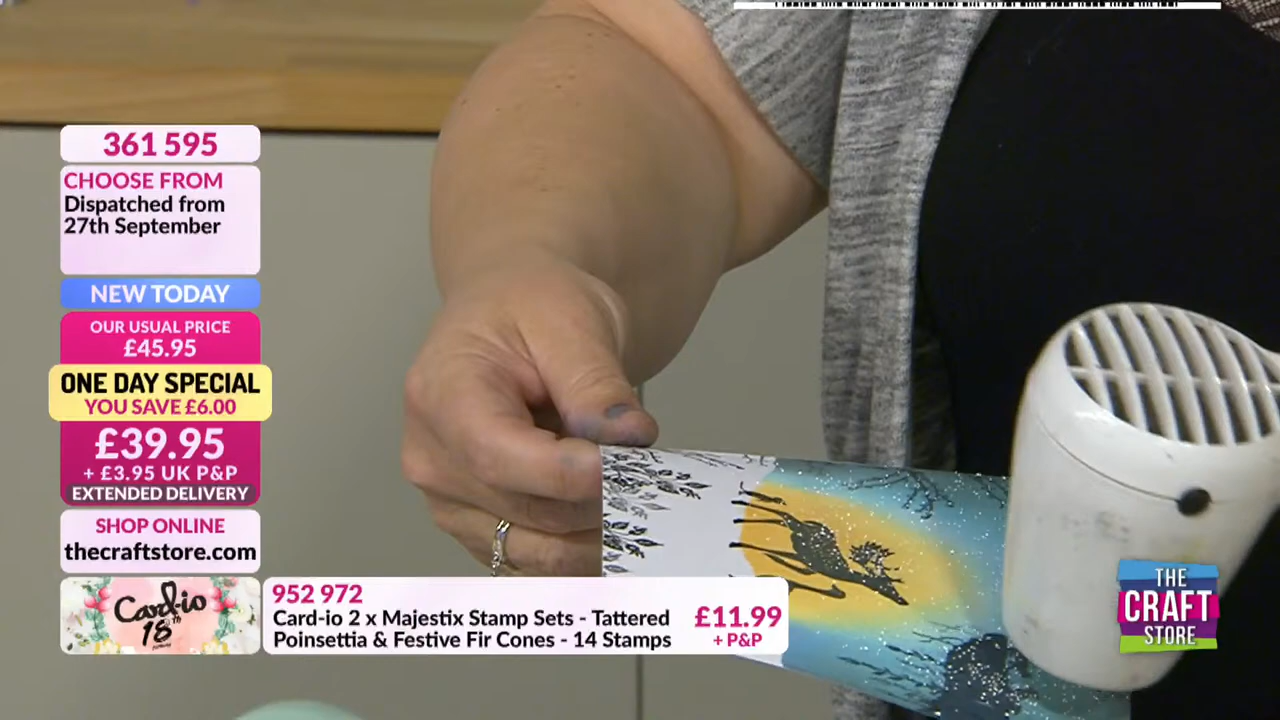 361 595
CHOOSE FROM
Dispatched from
27th September
NEW TODAY
OUR USUAL PRICE
£45.95
ONE DAY SPECIAL
YOU SAVE £6.00
£39.95
+ £3.95 UK P&P
EXTENDED DELIVERY
SHOP ONLINE
thecraftstore.com
Card-io
18th
952 972
Card-io 2 x Majestix Stamp Sets - Tattered
Poinsettia & Festive Fir Cones - 14 Stamps
£11.99
+ P&P
THE
CRAFT
STORE